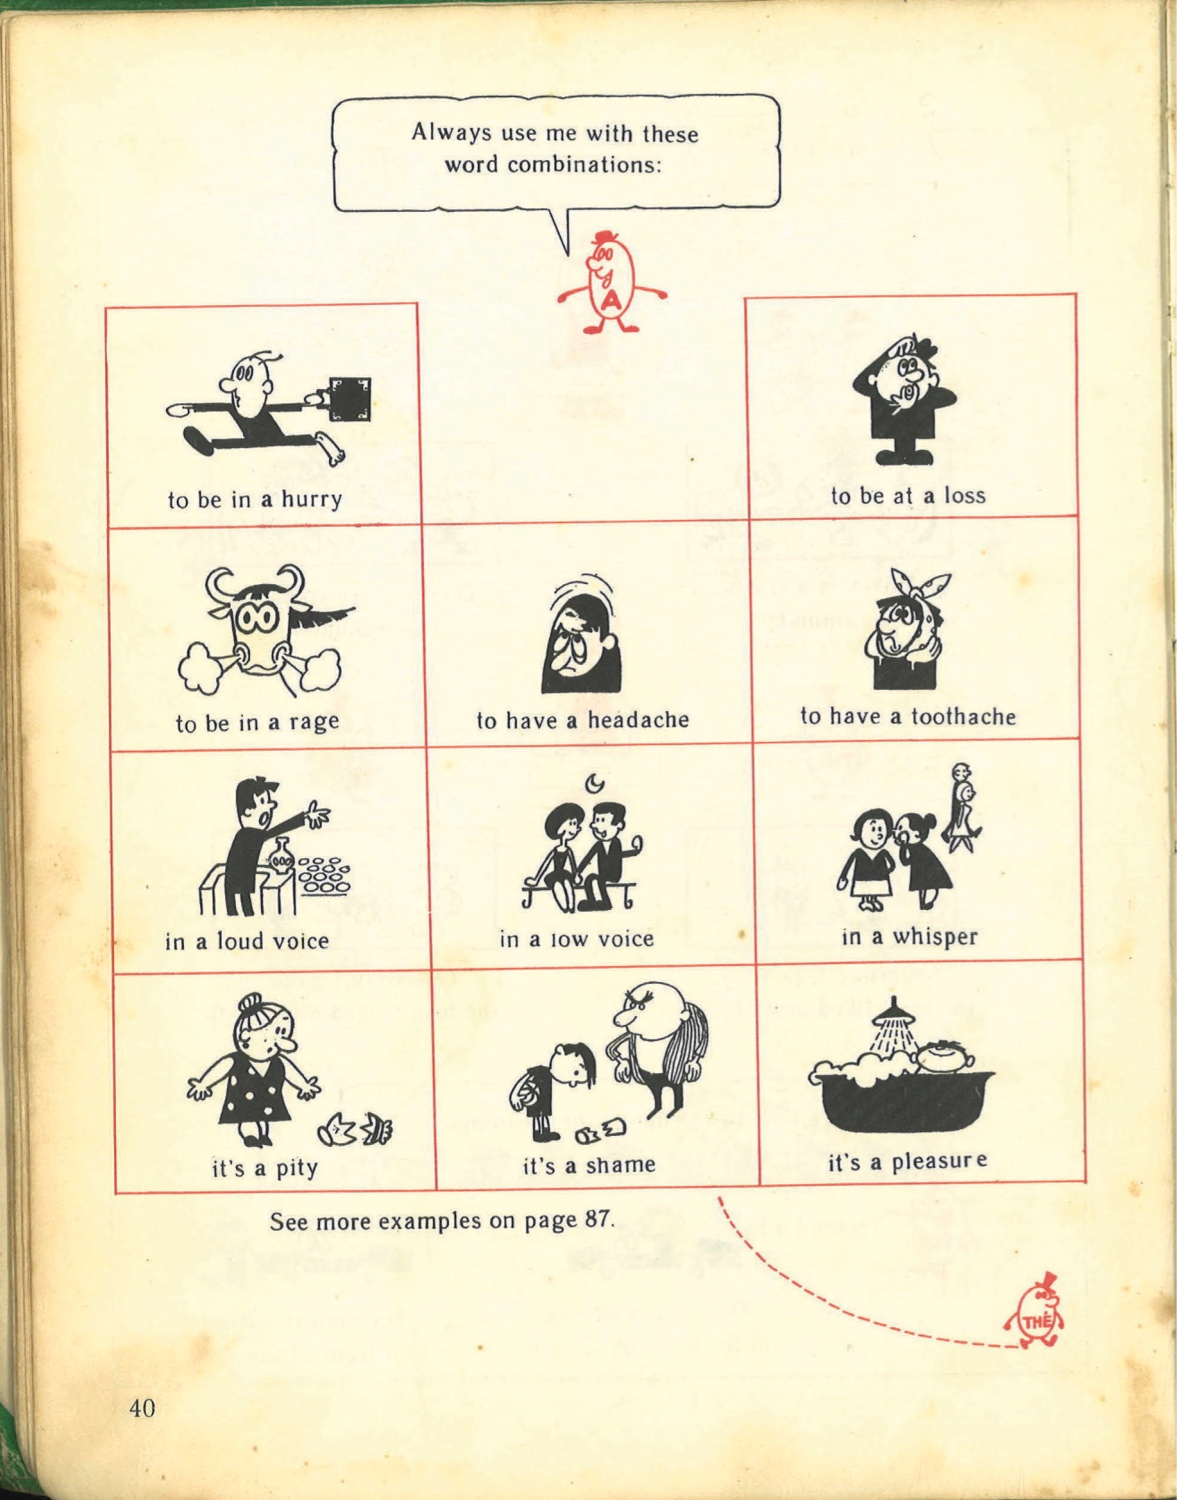 Always use me with these
word combinations:
A
to be in a hurry
to be at a loss
to be in a rage
to have a headache
to have a toothache
in a loud voice
in a low voice
in a whisper
it's a pity
it's a shame
it's a pleasure
See more examples on page 87.
THE
40